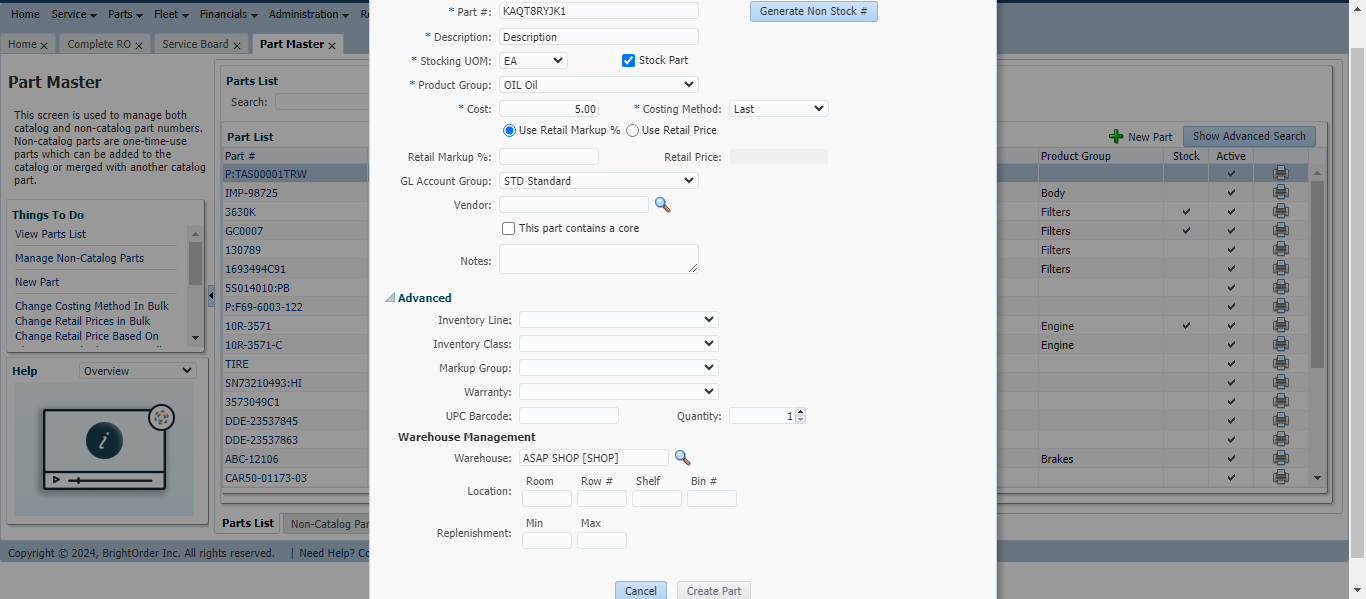 Home Service Parts Fleet Financials Administration Re
Home x Complete RO x Service Board x Part Master x
Part Master
This screen is used to manage both
catalog and non-catalog part numbers.
Non-catalog parts are one-time-use
parts which can be added to the
catalog or merged with another catalog
part.
Things To Do
View Parts List
Manage Non-Catalog Parts
New Part
Change Costing Method In Bulk
Change Retail Prices in Bulk
Change Retail Price Based On
Help Overview
Parts List
Search:
Part List
New Part Show Advanced Search
Part # Product Group Stock Active
P:TAS00001TRW
IMP-98725 Body
3630K Filters
GC0007 Filters
130789 Filters
1693494C91 Filters
5S014010:PB
P:F69-6003-122
10R-3571 Engine
10R-3571-C Engine
TIRE
SN73210493:HI
3573049C1
DDE-23537845
DDE-23537863
ABC-12106 Brakes
CAR50-01173-03
Parts List Non-Catalog Par
Copyright © 2024, BrightOrder Inc. All rights reserved. | Need Help? Co
* Part #: KAQT8RYJK1 Generate Non Stock #
* Description: Description
* Stocking UOM: EA Stock Part
* Product Group: OIL Oil
* Cost: 5.00 * Costing Method: Last
Use Retail Markup % Use Retail Price
Retail Markup %: Retail Price:
GL Account Group: STD Standard
Vendor:
This part contains a core
Notes:
Advanced
Inventory Line:
Inventory Class:
Markup Group:
Warranty:
UPC Barcode: Quantity: 1
Warehouse Management
Warehouse: ASAP SHOP [SHOP]
Room Row # Shelf Bin #
Location:
Min Max
Replenishment:
Cancel Create Part